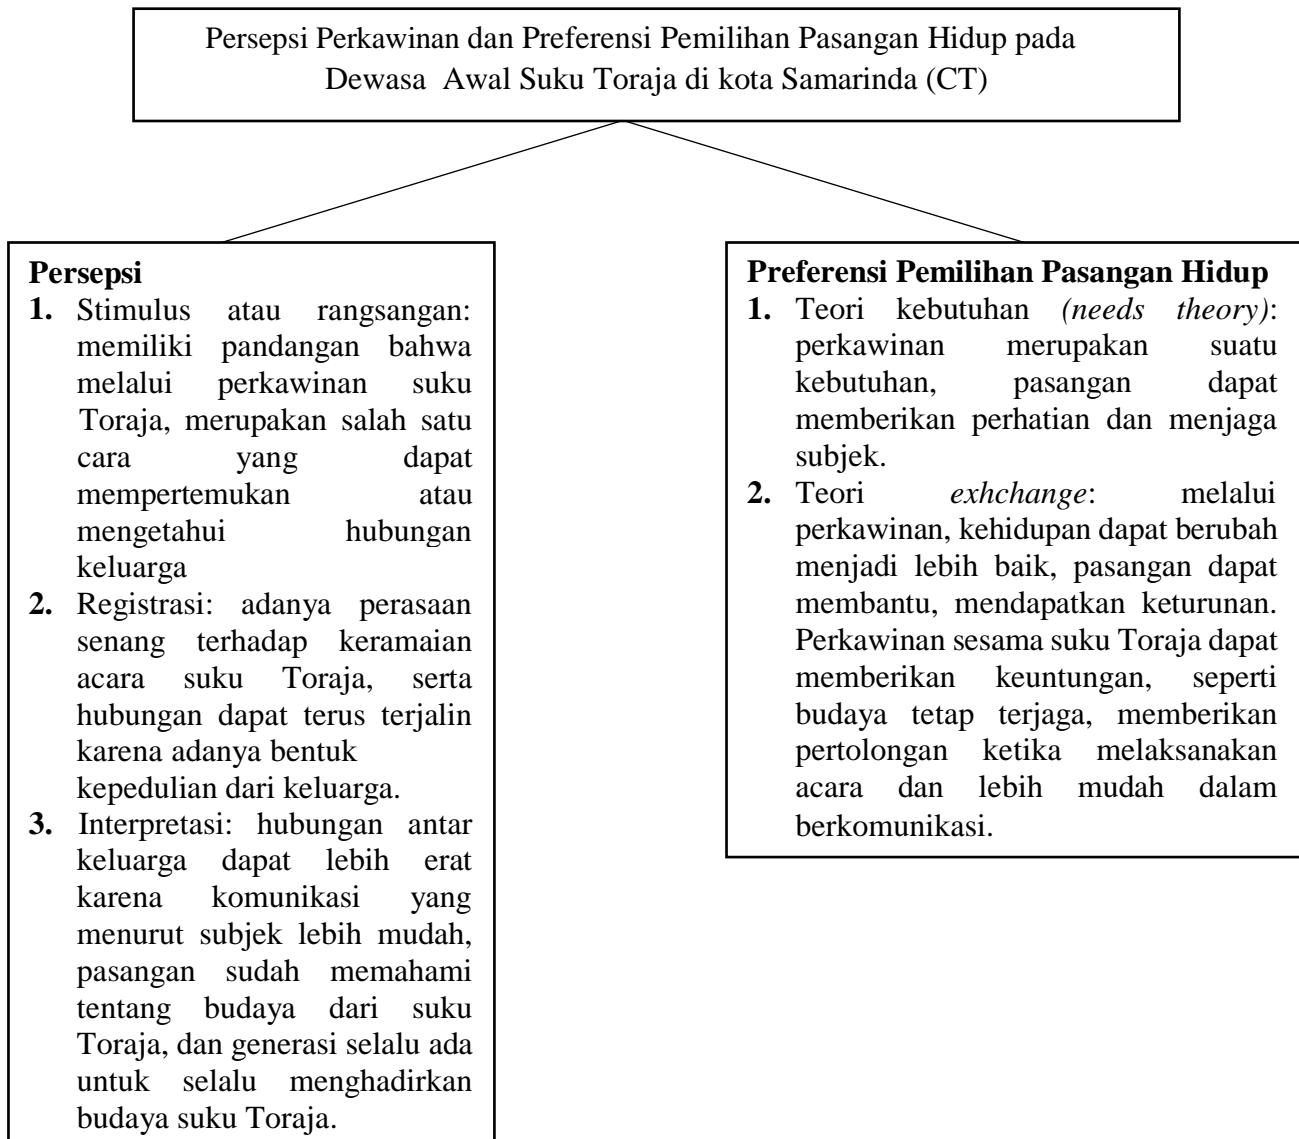 Persepsi Perkawinan dan Preferensi Pemilihan Pasangan Hidup pada
Dewasa Awal Suku Toraja di kota Samarinda (CT)
Persepsi
1. Stimulus atau rangsangan:
memiliki pandangan bahwa
melalui perkawinan suku
Toraja, merupakan salah satu
cara yang dapat
mempertemukan atau
mengetahui hubungan
keluarga
2. Registrasi: adanya perasaan
senang terhadap keramaian
acara suku Toraja, serta
hubungan dapat terus terjalin
karena adanya bentuk
kepedulian dari keluarga.
3. Interpretasi: hubungan antar
keluarga dapat lebih erat
karena komunikasi yang
menurut subjek lebih mudah,
pasangan sudah memahami
tentang budaya dari suku
Toraja, dan generasi selalu ada
untuk selalu menghadirkan
budaya suku Toraja.
Preferensi Pemilihan Pasangan Hidup
1. Teori kebutuhan (needs theory):
perkawinan merupakan suatu
kebutuhan, pasangan dapat
memberikan perhatian dan menjaga
subjek.
2. Teori exhchange: melalui
perkawinan, kehidupan dapat berubah
menjadi lebih baik, pasangan dapat
membantu, mendapatkan keturunan.
Perkawinan sesama suku Toraja dapat
memberikan keuntungan, seperti
budaya tetap terjaga, memberikan
pertolongan ketika melaksanakan
acara dan lebih mudah dalam
berkomunikasi.